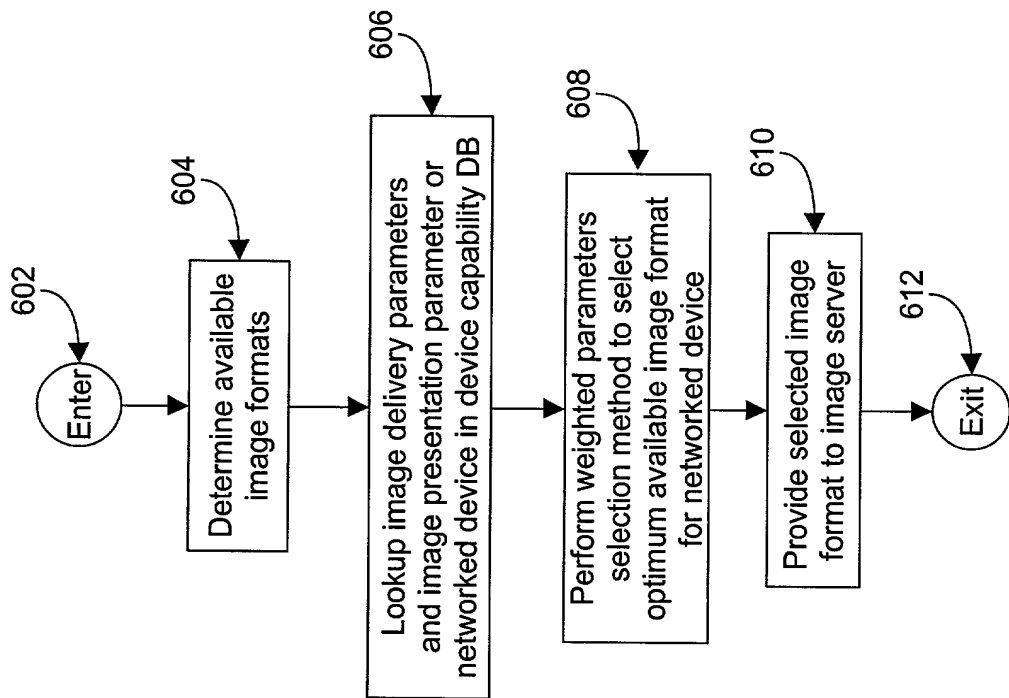 602
Enter
604
Determine available
image formats
606
Lookup image delivery parameters
and image presentation parameter or
networked device in device capability DB
608
Perform weighted parameters
selection method to select
optimum available image format
for networked device
610
Provide selected image
format to image server
612
Exit